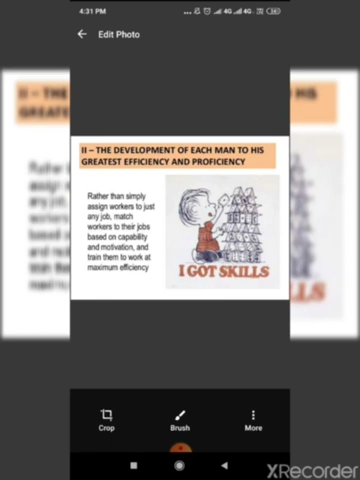 4:31 PM
4G 4G
Edit Photo
II – THE DEVELOPMENT OF EACH MAN TO HIS
GREATEST EFFICIENCY AND PROFICIENCY
Rather than simply
assign workers to just
any job, match
workers to their jobs
based on capability
and motivation, and
train them to work at
maximum efficiency
I GOT SKILLS
Crop
Brush
More
XRecorder